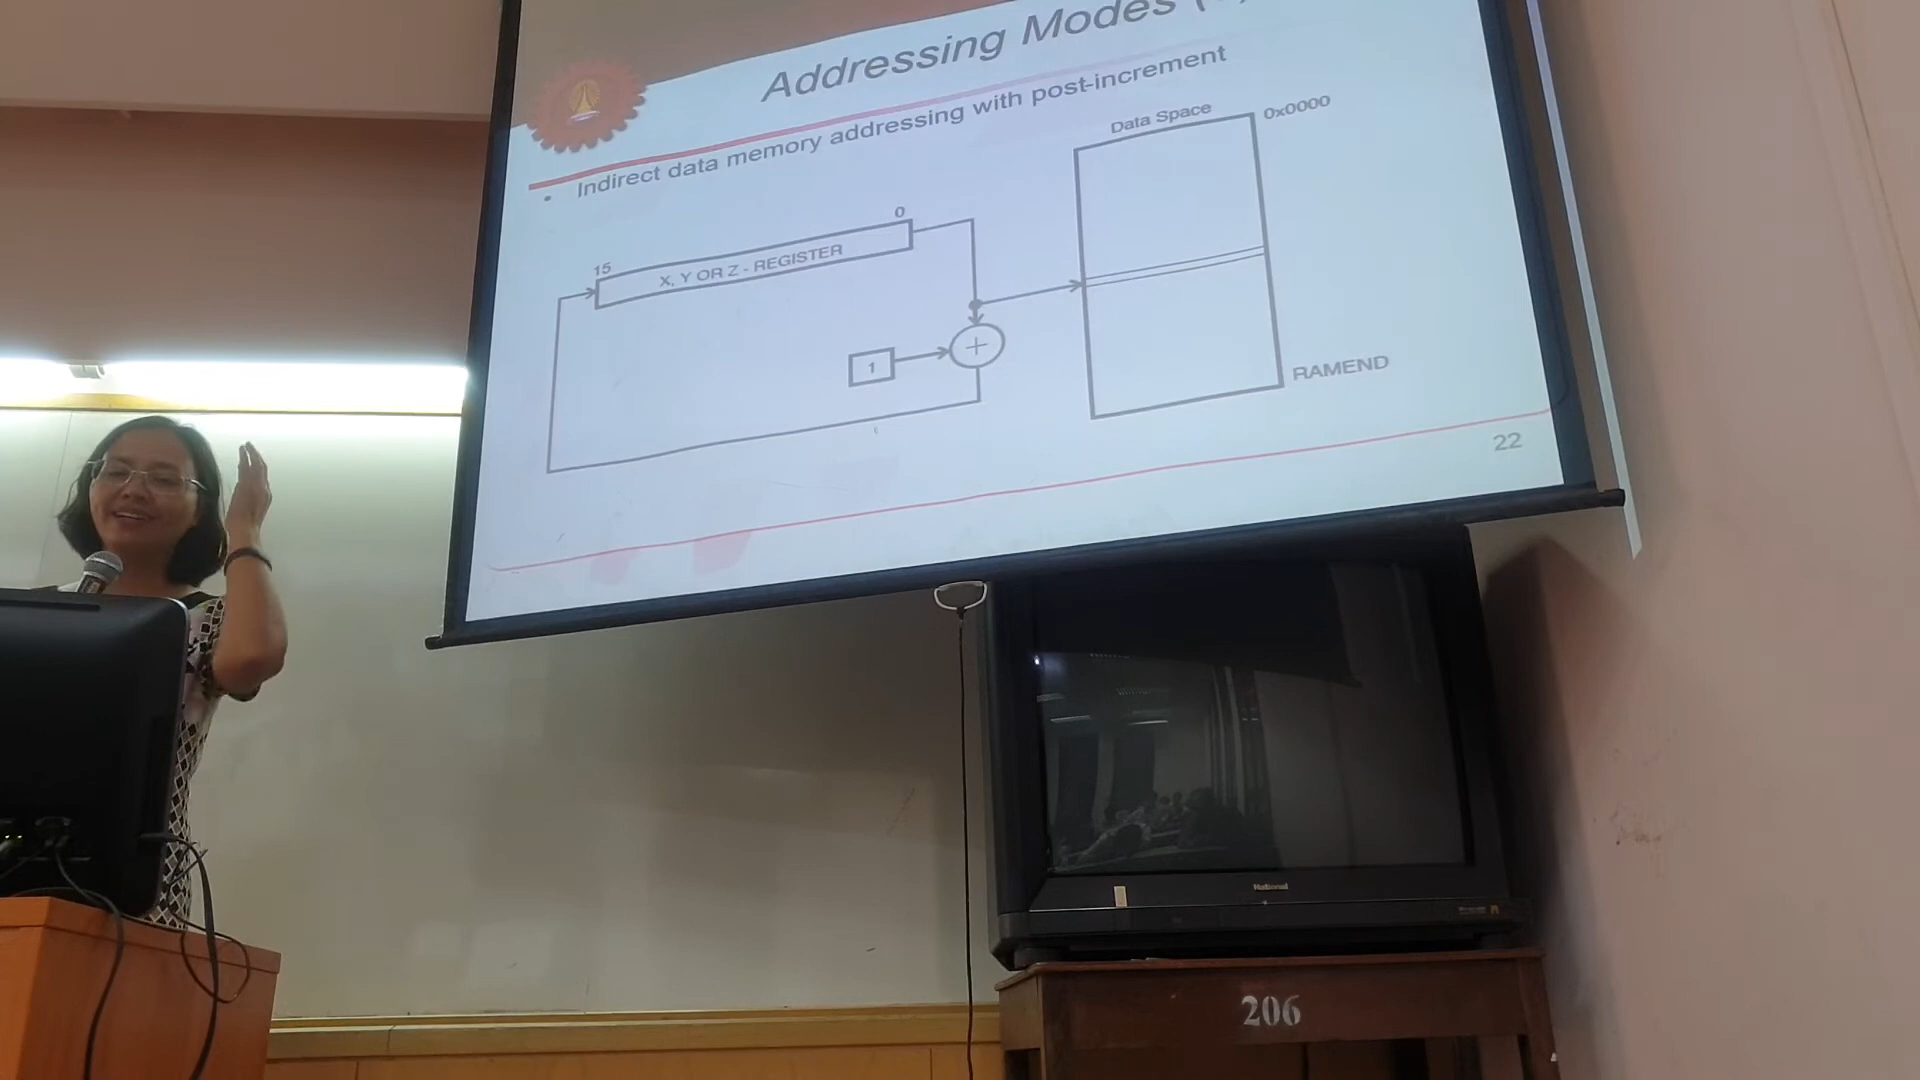 Addressing Modes
• Indirect data memory addressing with post-increment
Data Space
0x0000
15
0
X, Y OR Z - REGISTER
1
+
RAMEND
22
National
206